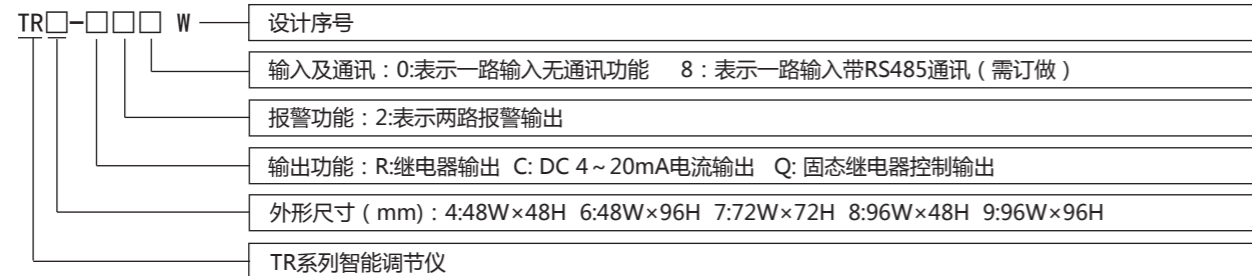 TR□-□□□ W 设计序号
输入及通讯：0:表示一路输入无通讯功能 8：表示一路输入带RS485通讯（需订做）
报警功能：2:表示两路报警输出
输出功能：R:继电器输出 C: DC 4～20mA电流输出 Q: 固态继电器控制输出
外形尺寸（mm)：4:48W×48H 6:48W×96H 7:72W×72H 8:96W×48H 9:96W×96H
TR系列智能调节仪